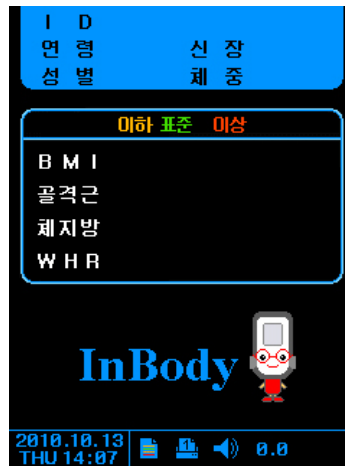 I D
연 령 신 장
성 별 체 중
이하 표준 이상
B M I
골격근
체지방
W H R
InBody
2010.10.13
THU 14:07 1 0.0